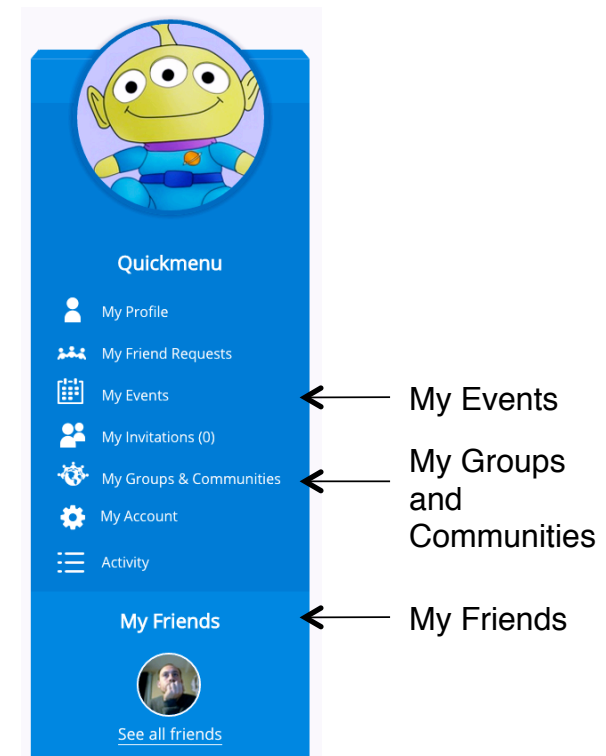 Quickmenu
My Profile
My Friend Requests
My Events
My Invitations (0)
My Groups & Communities
My Account
Activity
My Friends
See all friends
My Events
My Groups
and
Communities
My Friends